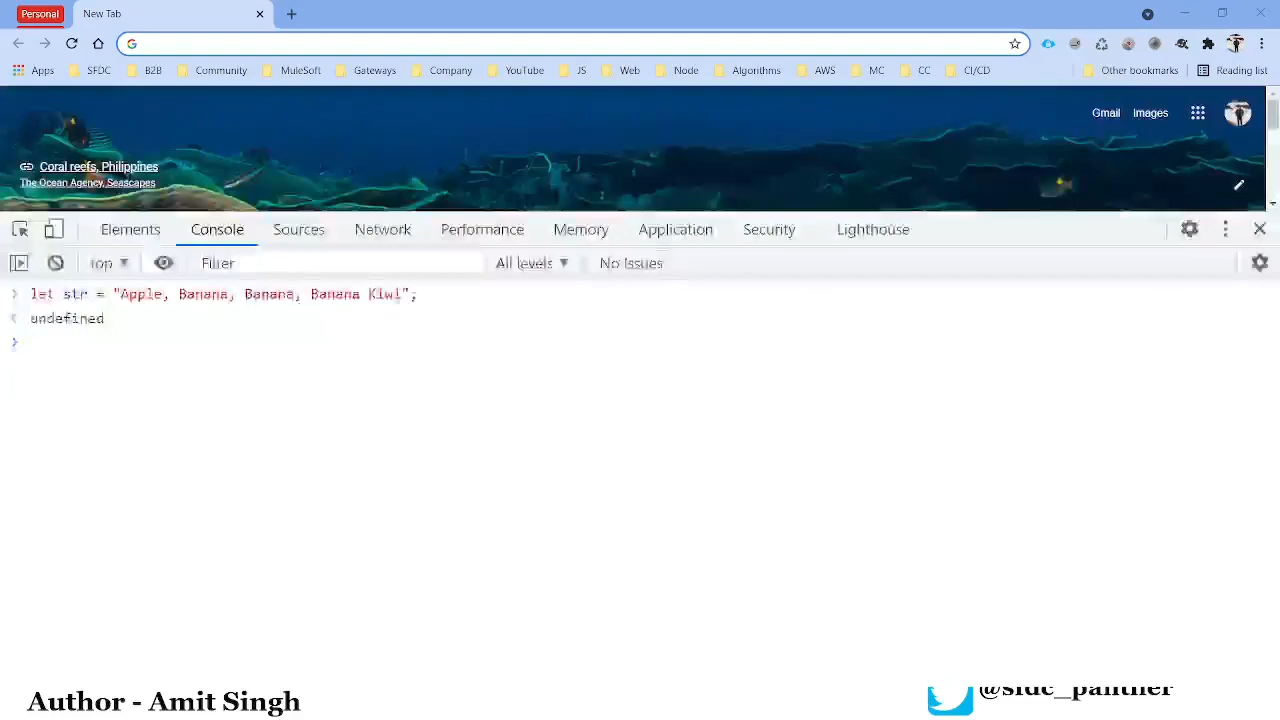 Personal New Tab
Apps SFDC B2B Community MuleSoft Gateways Company YouTube JS Web Node Algorithms AWS MC CC CI/CD Other bookmarks Reading list
Gmail Images
Coral reefs, Philippines
The Ocean Agency, Seascapes
Elements Console Sources Network Performance Memory Application Security Lighthouse
top Filter All levels No Issues
let str = "Apple, Banana, Banana, Banana Kiwi";
undefined
Author - Amit Singh @sfdc_panther